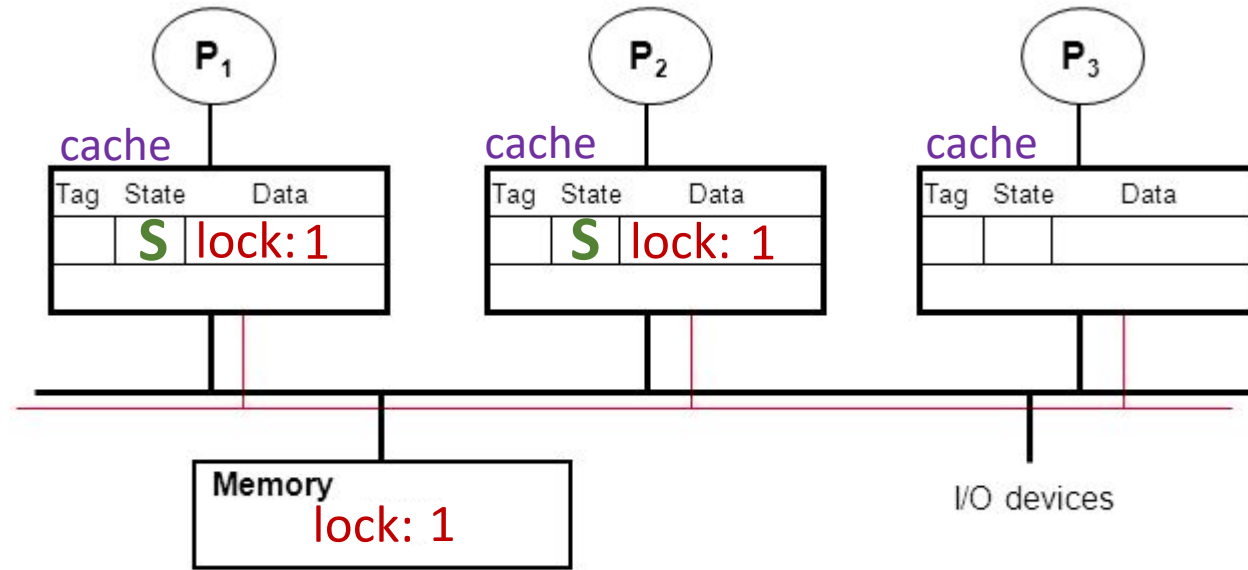 P1 P2 P3
cache cache cache
Tag State Data Tag State Data Tag State Data
S lock: 1 S lock: 1
Memory
lock: 1
I/O devices